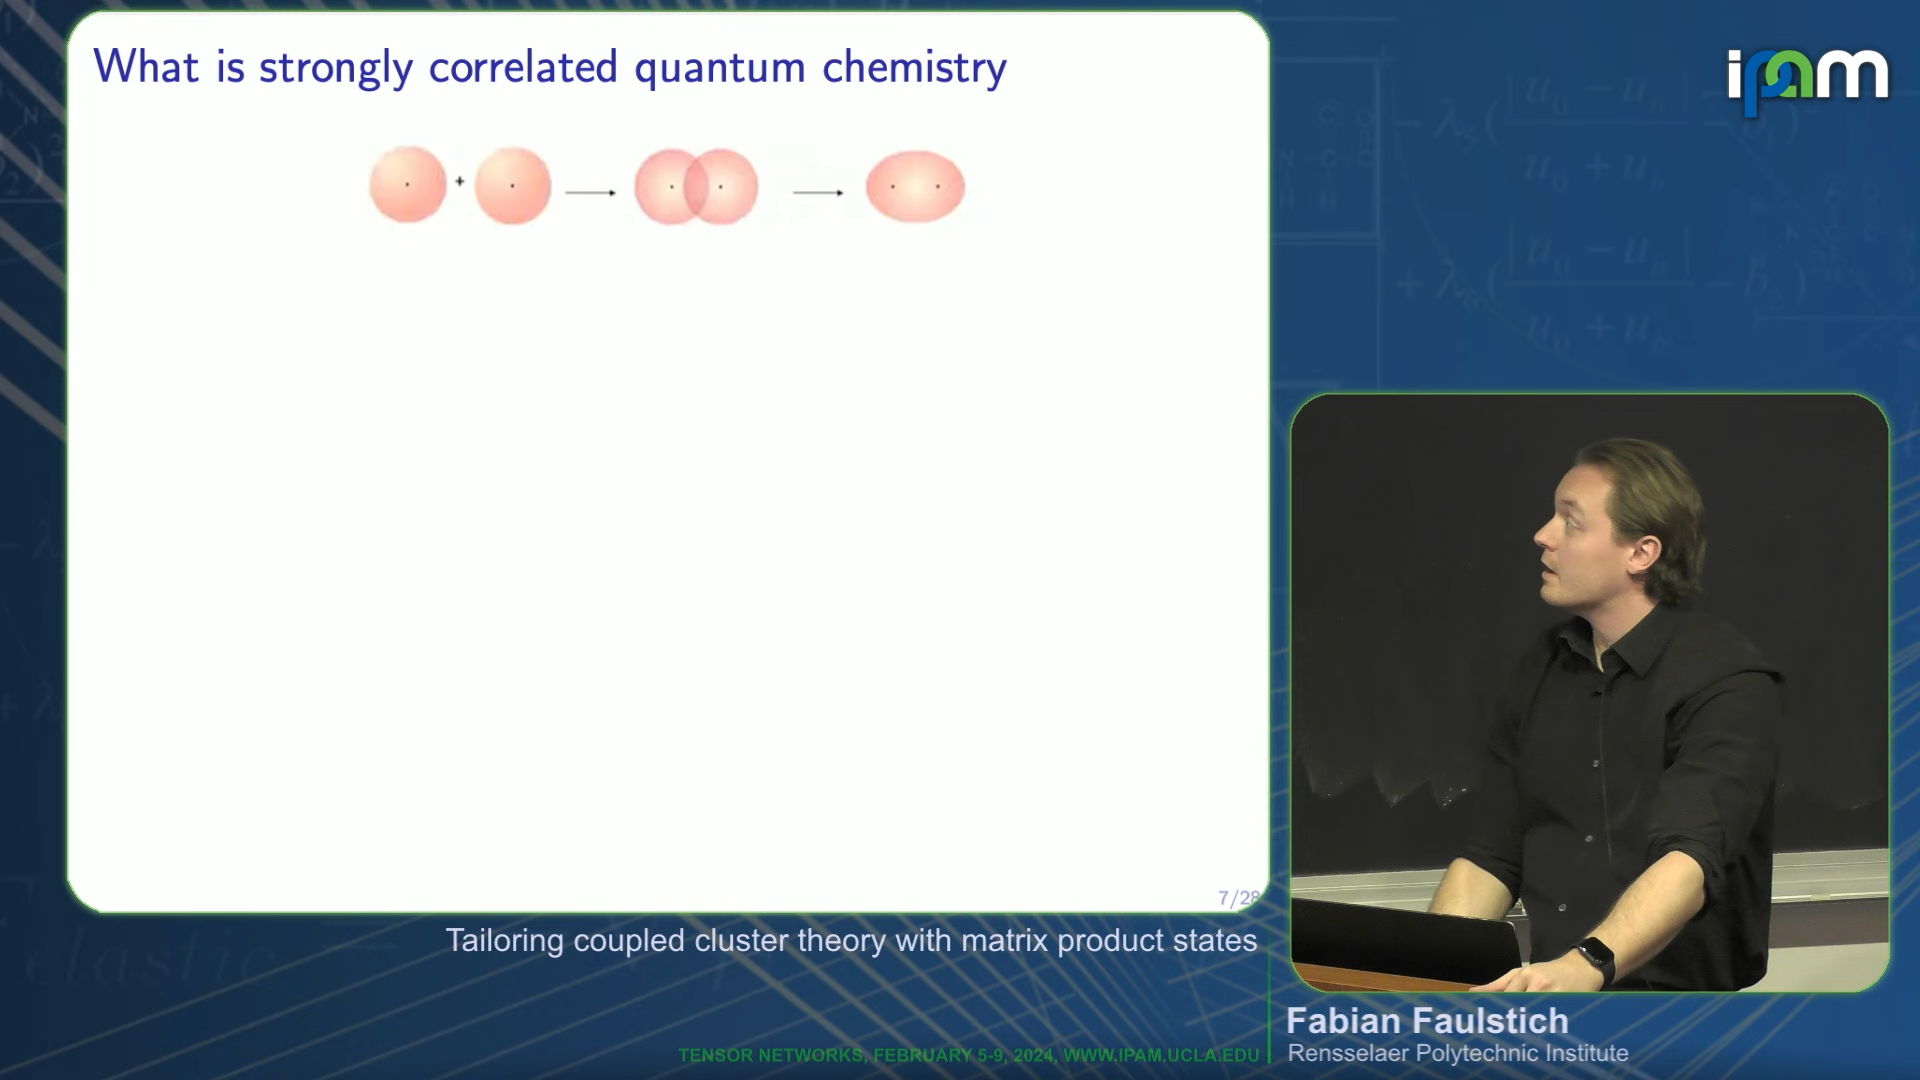 What is strongly correlated quantum chemistry
+
7/28
Tailoring coupled cluster theory with matrix product states
TENSOR NETWORKS, FEBRUARY 5-9, 2024, WWW.IPAM.UCLA.EDU
ipam
Fabian Faulstich
Rensselaer Polytechnic Institute